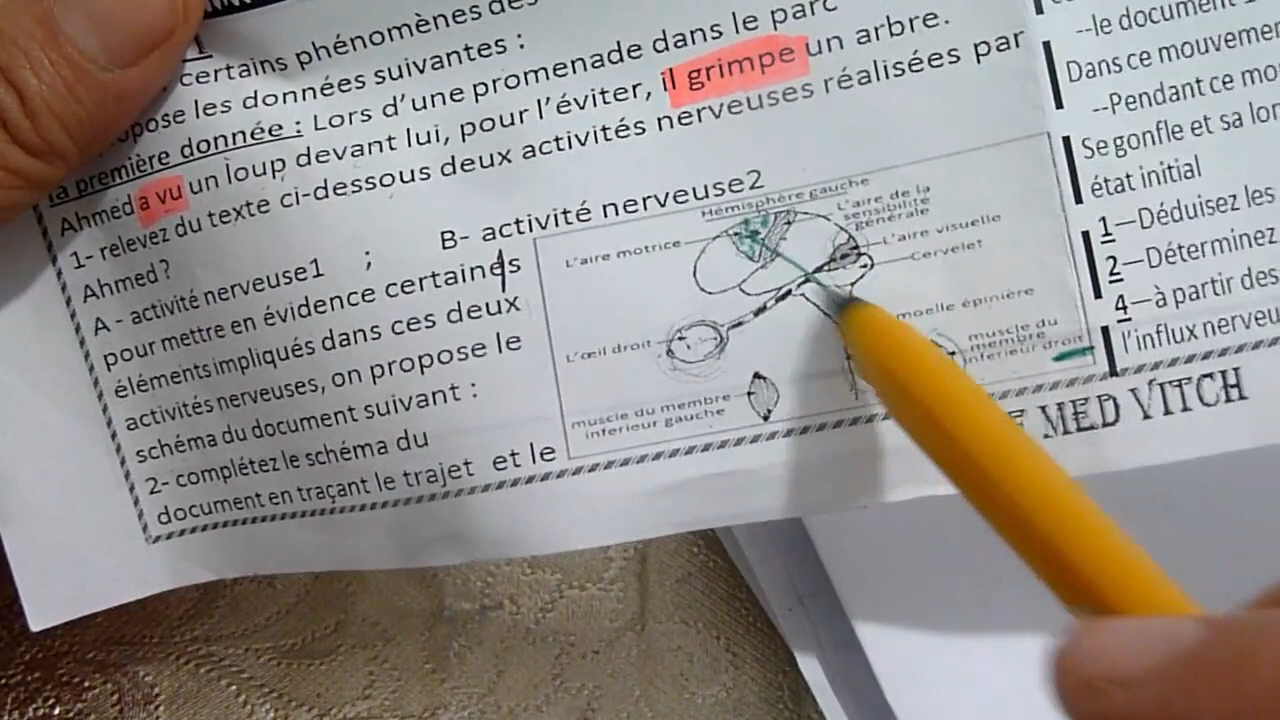 certains phénomènes des
pose les données suivantes :
la première donnée : Lors d'une promenade dans le parc
Ahmed a vu un loup devant lui, pour l'éviter, il grimpe un arbre.
1- relevez du texte ci-dessous deux activités nerveuses réalisées par
Ahmed ?
A - activité nerveuse1 ; B- activité nerveuse2
pour mettre en évidence certaines
éléments impliqués dans ces deux
activités nerveuses, on propose le
schéma du document suivant :
2- complétez le schéma du
document en traçant le trajet et le
Hémisphère gauche
L'aire motrice
L'aire de la
sensibilité
générale
L'aire visuelle
Cervelet
moelle épinière
L'œil droit
muscle du
membre
inferieur droit
muscle du membre
inferieur gauche
MED VITCH
--le document
Dans ce mouvemen
--Pendant ce mo
Se gonfle et sa lon
état initial
1—Déduisez les
2—Déterminez
4—à partir des
l'influx nerveu